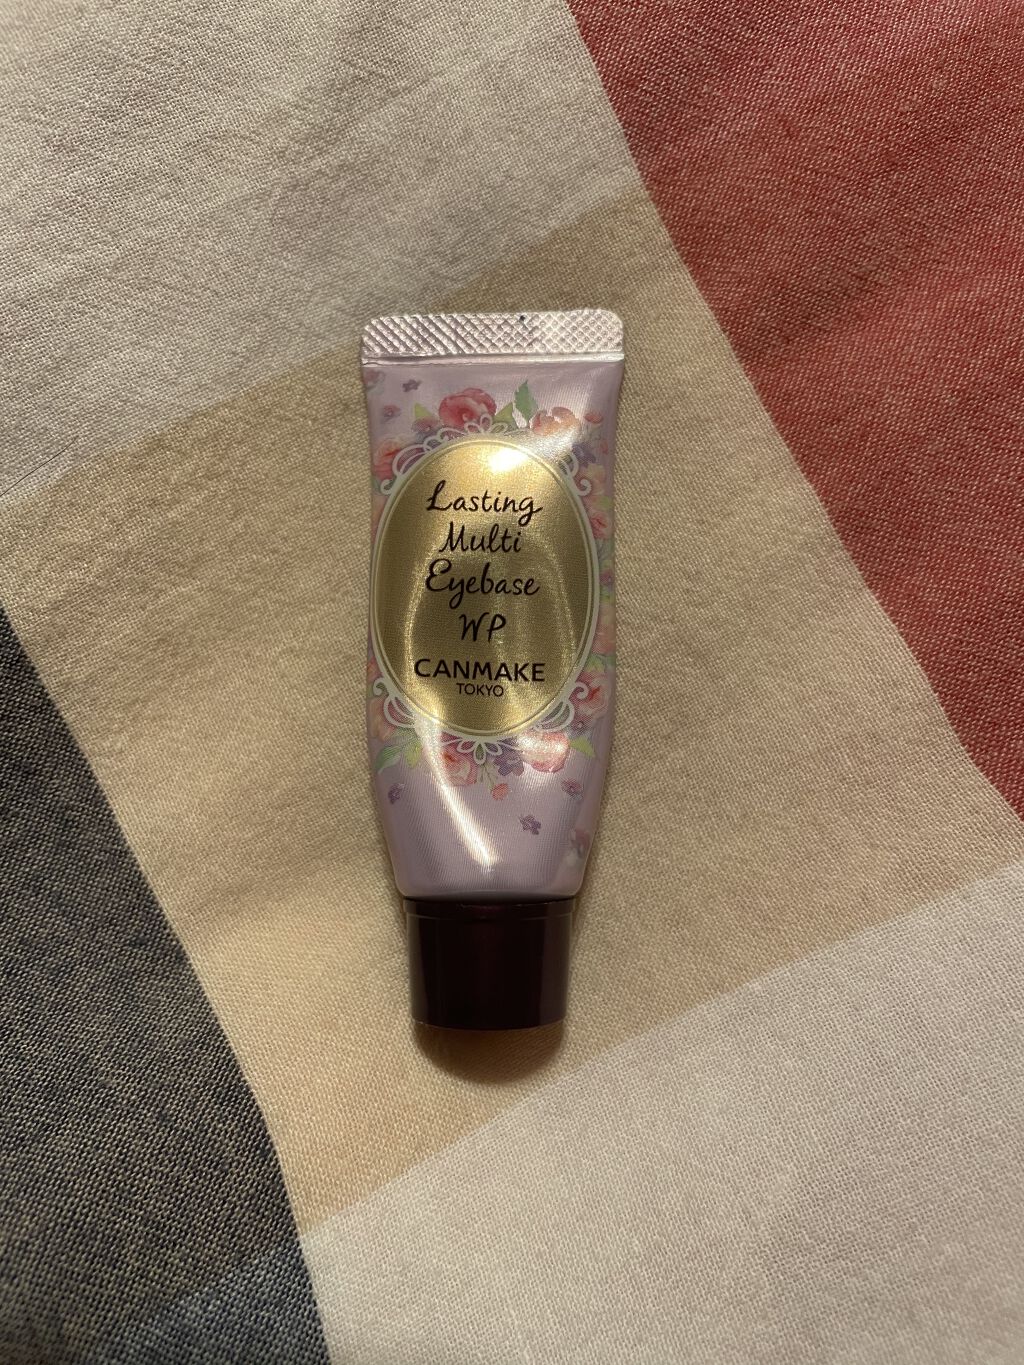 Lasting
Multi
Eyebase
WP
CANMAKE
TOKYO